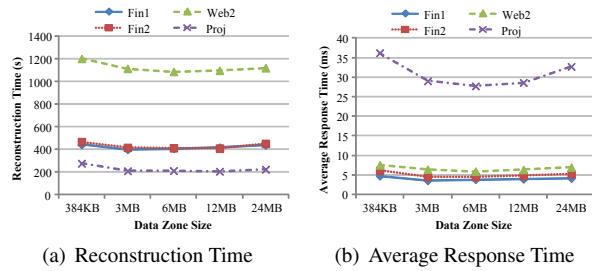 Fin1 Web2
Fin2 Proj
1400
1200
1000
800
600
400
200
0
Reconstruction Time (s)
384KB 3MB 6MB 12MB 24MB
Data Zone Size
(a) Reconstruction Time
Fin1 Web2
Fin2 Proj
40
35
30
25
20
15
10
5
0
Average Response Time (ms)
384KB 3MB 6MB 12MB 24MB
Data Zone Size
(b) Average Response Time